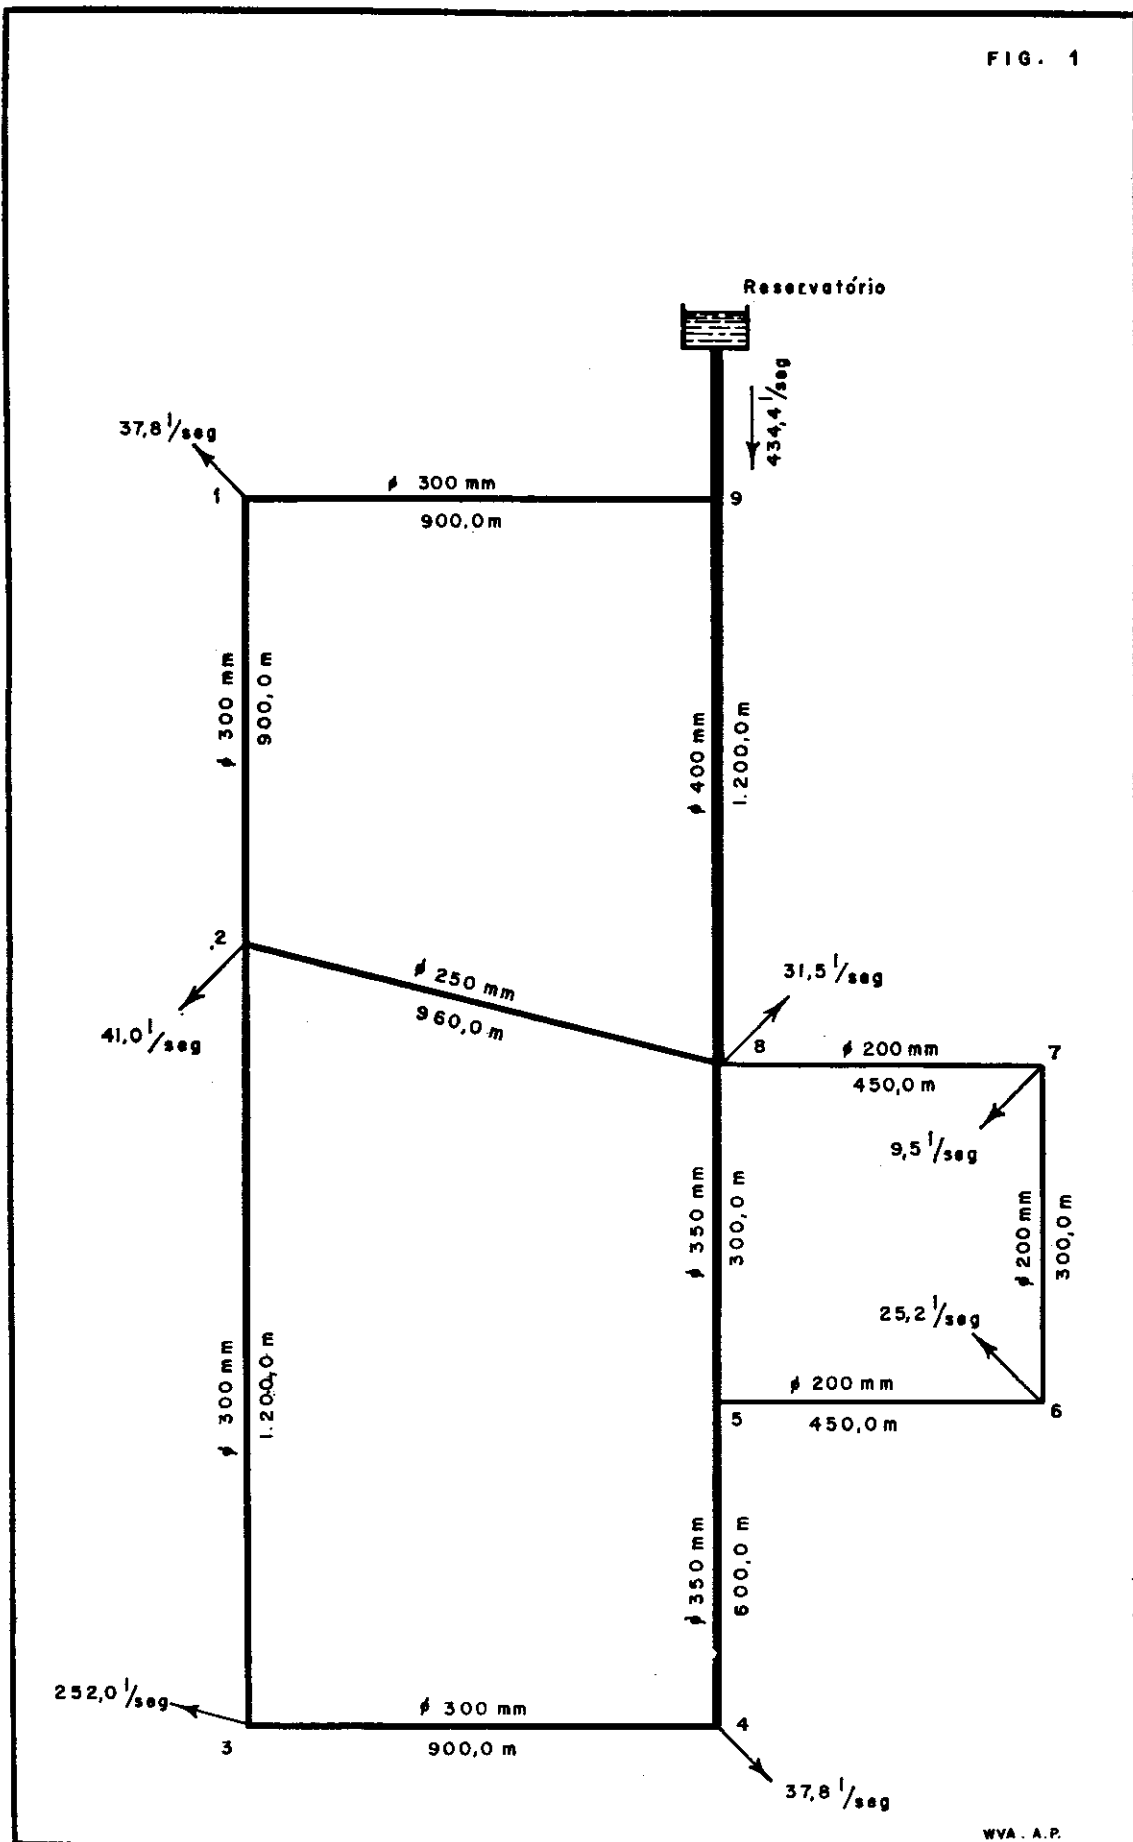 FIG. 1
Reservatório
434,4 l/seg
37,8 l/seg
1
φ 300 mm
900,0 m
9
φ 300 mm
900,0 m
φ 400 mm
1.200,0 m
2
41,0 l/seg
φ 250 mm
960,0 m
31,5 l/seg
8
φ 200 mm
450,0 m
7
9,5 l/seg
φ 350 mm
300,0 m
φ 200 mm
300,0 m
25,2 l/seg
φ 200 mm
450,0 m
5
6
φ 300 mm
1.200,0 m
φ 350 mm
600,0 m
252,0 l/seg
3
φ 300 mm
900,0 m
4
37,8 l/seg
WVA. A.P.